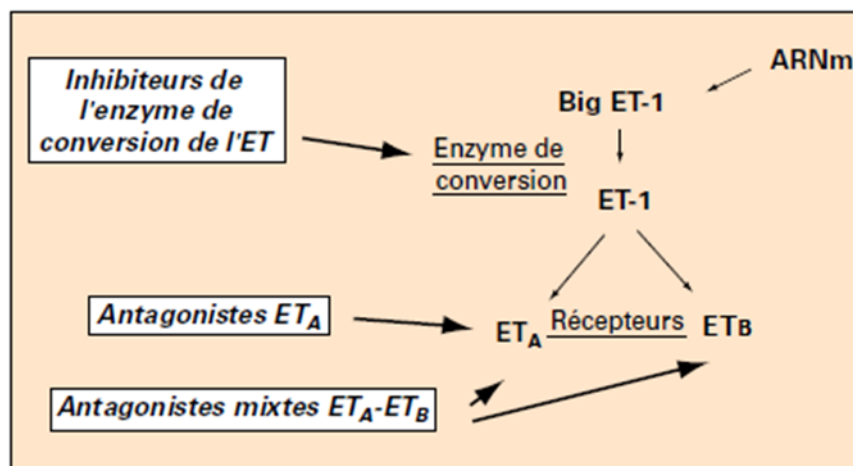 ARNm
Inhibiteurs de
l'enzyme de
conversion de l'ET
Big ET-1
Enzyme de
conversion
ET-1
Antagonistes ETA
ETA Récepteurs ETB
Antagonistes mixtes ETA-ETB